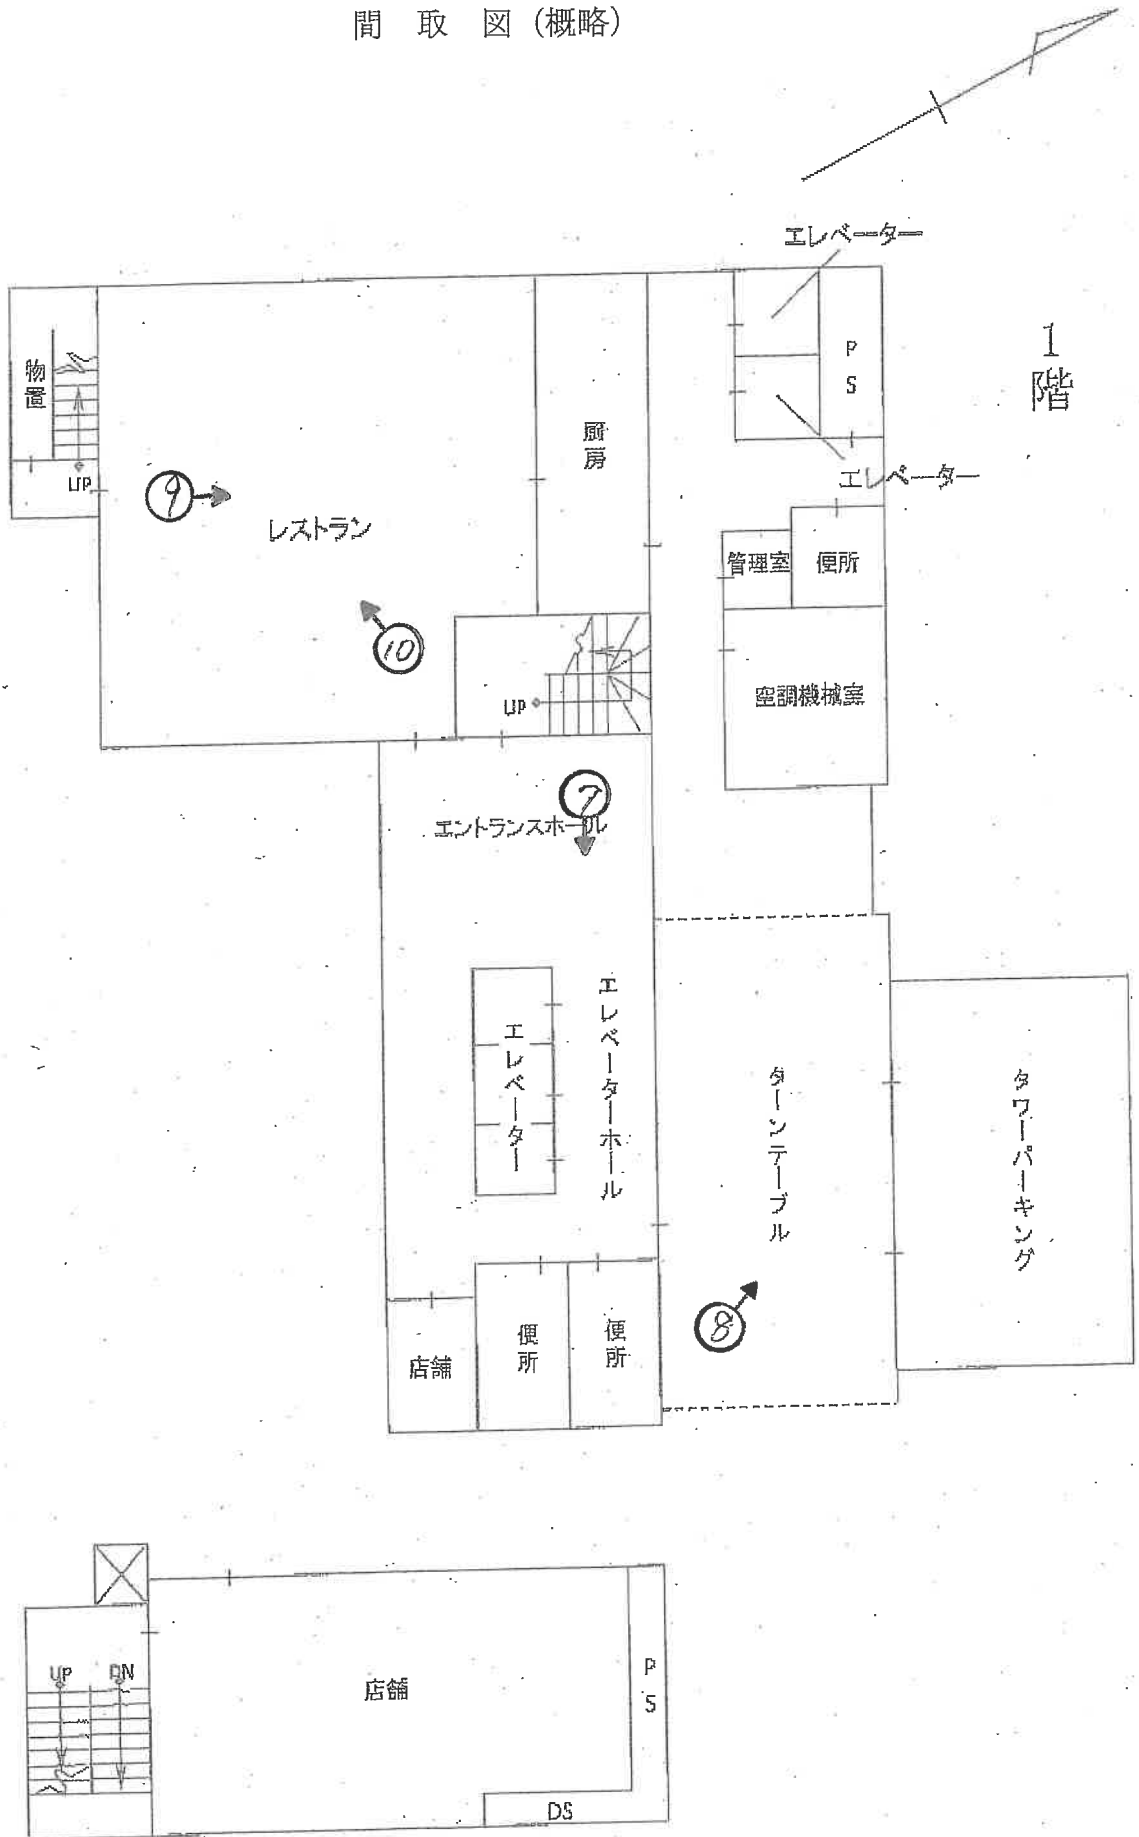 間取図(概略)
エレベーター
1階
物置
PS
厨房
UP
⑨
エレベーター
レストラン
管理室
便所
⑩
UP
空調機械室
⑦
エントランスホール
エレベーター
エレベーターホール
ターンテーブル
タワーパーキング
⑧
店舗
便所
便所
UP
DN
店舗
PS
DS